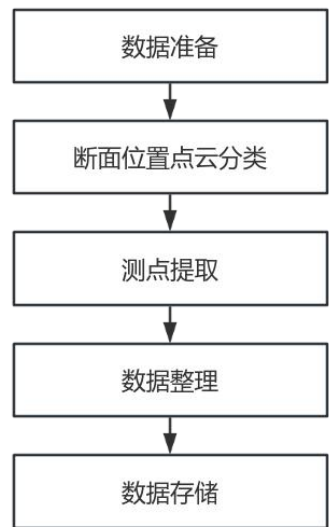 数据准备
断面位置点云分类
测点提取
数据整理
数据存储